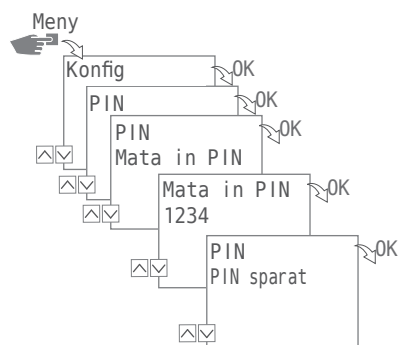 Meny
Konfig
OK
PIN
OK
PIN
OK
Mata in PIN
Mata in PIN
OK
1234
PIN
OK
PIN sparat